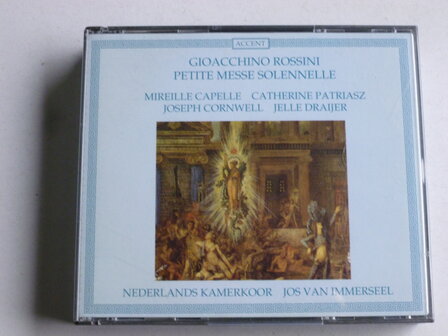 ACCENT
GIOACCHINO ROSSINI
PETITE MESSE SOLENNELLE
MIREILLE CAPELLE CATHERINE PATRIASZ
JOSEPH CORNWELL JELLE DRAIJER
NEDERLANDS KAMERKOOR JOS VAN IMMERSEEL